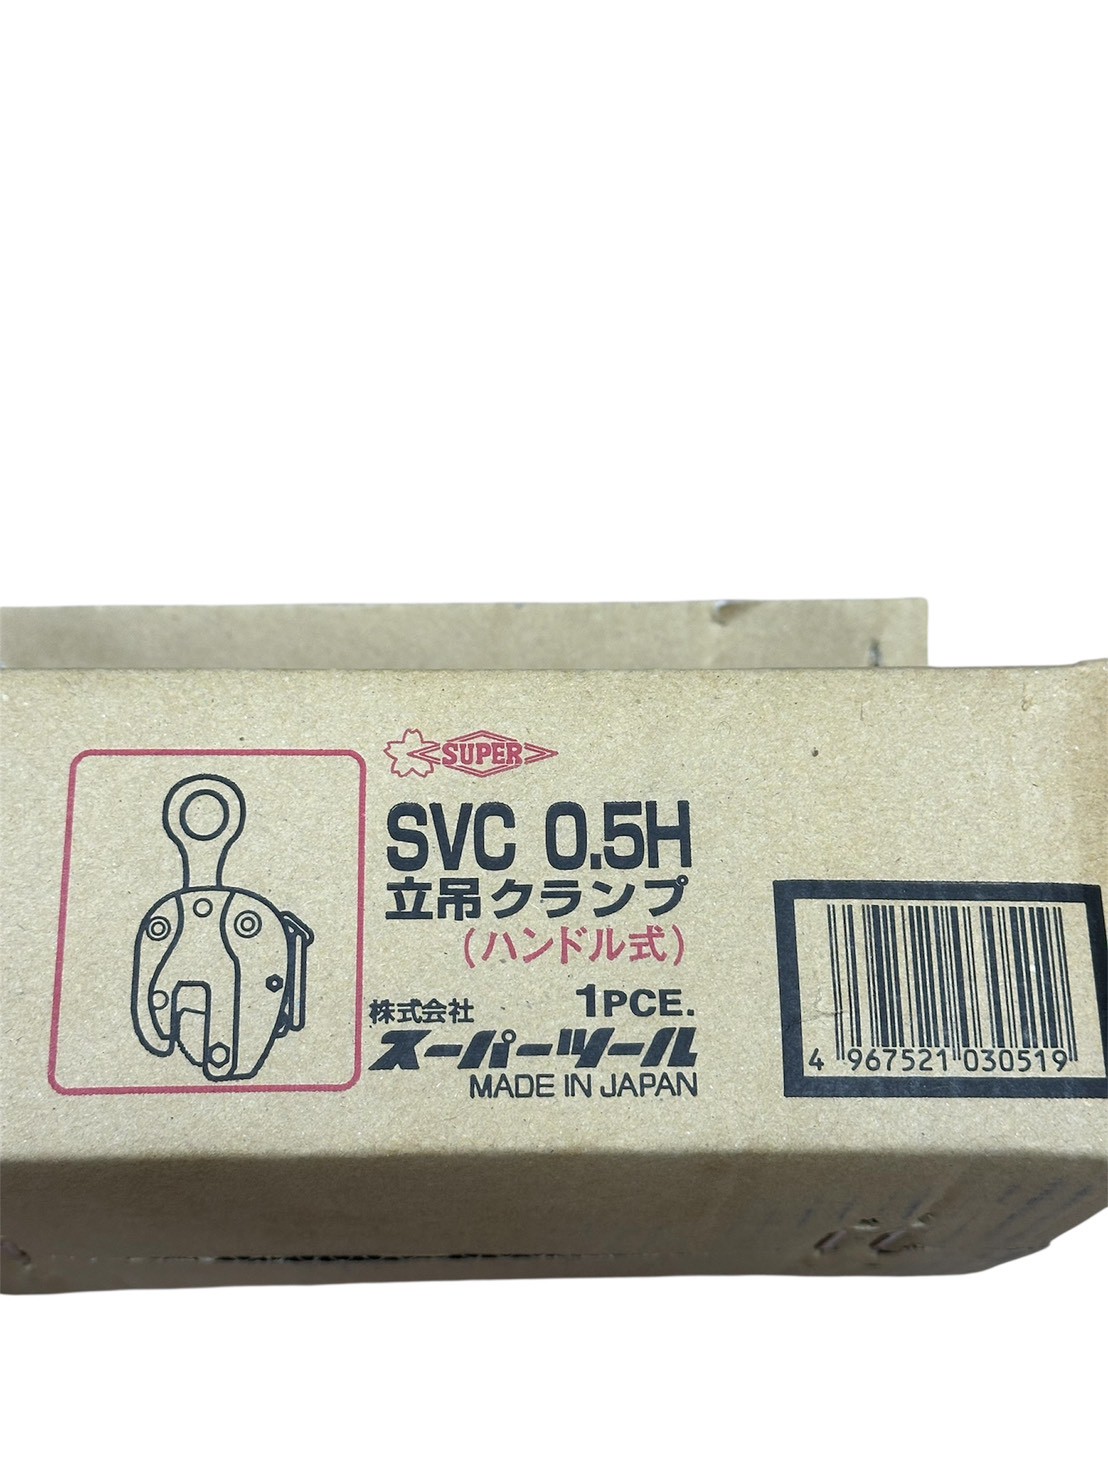 SUPER
SVC 0.5H
立吊クランプ
(ハンドル式)
1PCE.
株式会社
スーパーツール
MADE IN JAPAN
4 967521 030519